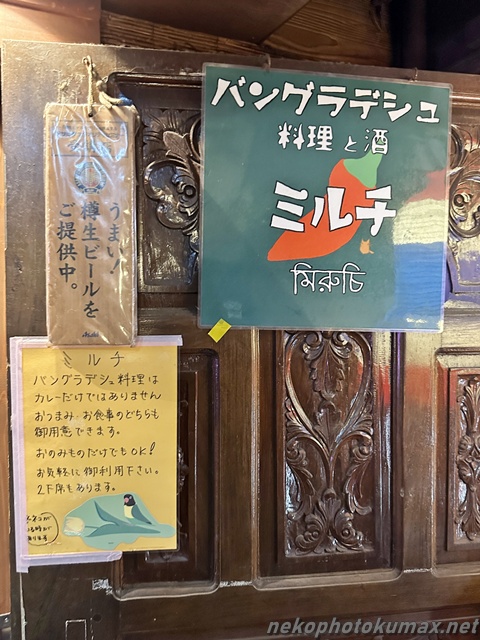 バングラデシュ
料理と酒
ミルチ
মিরুচি
うまい!
樽生ビールを
ご提供中。
Asahi
ミルチ
バングラデシュ料理は
カレーだけではありません
おつまみ・お食事のどちらも
御用意できます。
おのみものだけでもOK!
お気軽に御利用下さい。
2F席もあります。
nekophotokumax.net